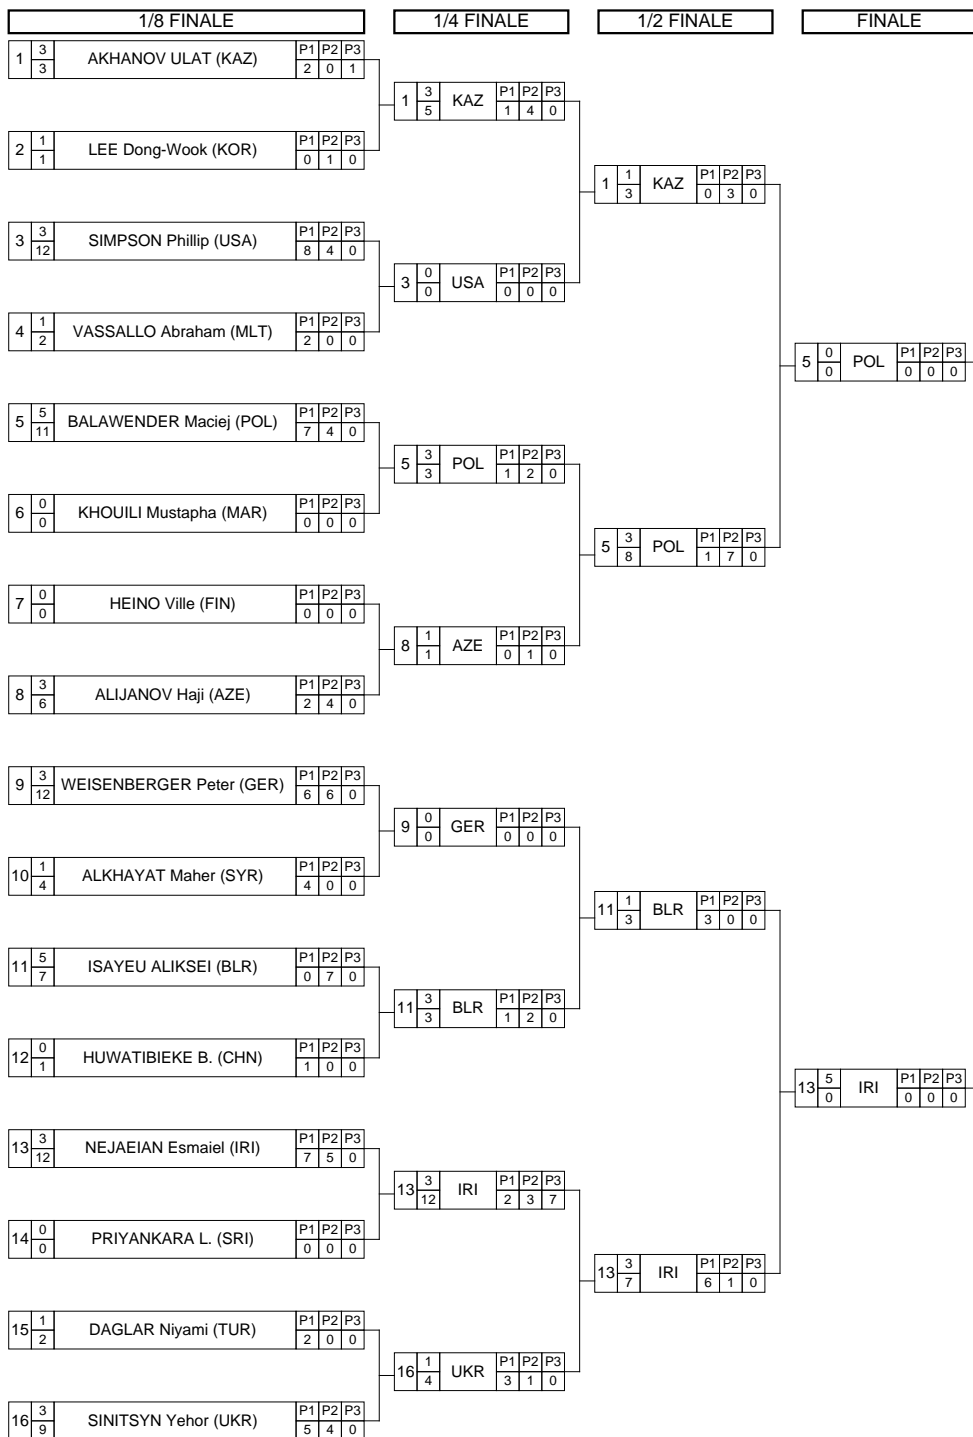 1/8 FINALE 1/4 FINALE 1/2 FINALE FINALE
1 3 3 AKHANOV ULAT (KAZ) P1 P2 P3 2 0 1
1 3 5 KAZ P1 P2 P3 1 4 0
2 1 1 LEE Dong-Wook (KOR) P1 P2 P3 0 1 0
1 1 3 KAZ P1 P2 P3 0 3 0
3 3 12 SIMPSON Phillip (USA) P1 P2 P3 8 4 0
3 0 0 USA P1 P2 P3 0 0 0
4 1 2 VASSALLO Abraham (MLT) P1 P2 P3 2 0 0
5 0 0 POL P1 P2 P3 0 0 0
5 5 11 BALAWENDER Maciej (POL) P1 P2 P3 7 4 0
5 3 3 POL P1 P2 P3 1 2 0
6 0 0 KHOUILI Mustapha (MAR) P1 P2 P3 0 0 0
5 3 8 POL P1 P2 P3 1 7 0
7 0 0 HEINO Ville (FIN) P1 P2 P3 0 0 0
8 1 1 AZE P1 P2 P3 0 1 0
8 3 6 ALIJANOV Haji (AZE) P1 P2 P3 2 4 0
9 3 12 WEISENBERGER Peter (GER) P1 P2 P3 6 6 0
9 0 0 GER P1 P2 P3 0 0 0
10 1 4 ALKHAYAT Maher (SYR) P1 P2 P3 4 0 0
11 1 3 BLR P1 P2 P3 3 0 0
11 5 7 ISAYEU ALIKSEI (BLR) P1 P2 P3 0 7 0
11 3 3 BLR P1 P2 P3 1 2 0
12 0 1 HUWATIBIEKE B. (CHN) P1 P2 P3 1 0 0
13 5 0 IRI P1 P2 P3 0 0 0
13 3 12 NEJAEIAN Esmaiel (IRI) P1 P2 P3 7 5 0
13 3 12 IRI P1 P2 P3 2 3 7
14 0 0 PRIYANKARA L. (SRI) P1 P2 P3 0 0 0
13 3 7 IRI P1 P2 P3 6 1 0
15 1 2 DAGLAR Niyami (TUR) P1 P2 P3 2 0 0
16 1 4 UKR P1 P2 P3 3 1 0
16 3 9 SINITSYN Yehor (UKR) P1 P2 P3 5 4 0